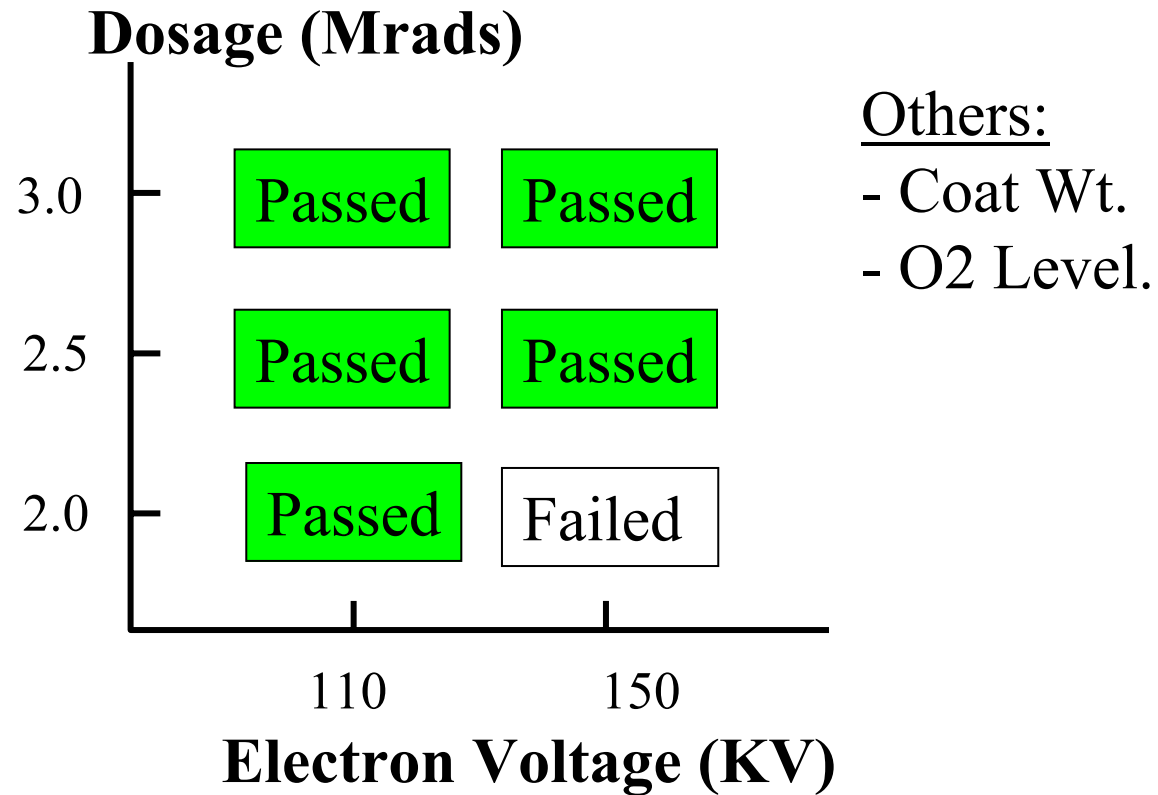 Dosage (Mrads)
Others:
- Coat Wt.
- O2 Level.
3.0 Passed Passed
2.5 Passed Passed
2.0 Passed Failed
110 150
Electron Voltage (KV)